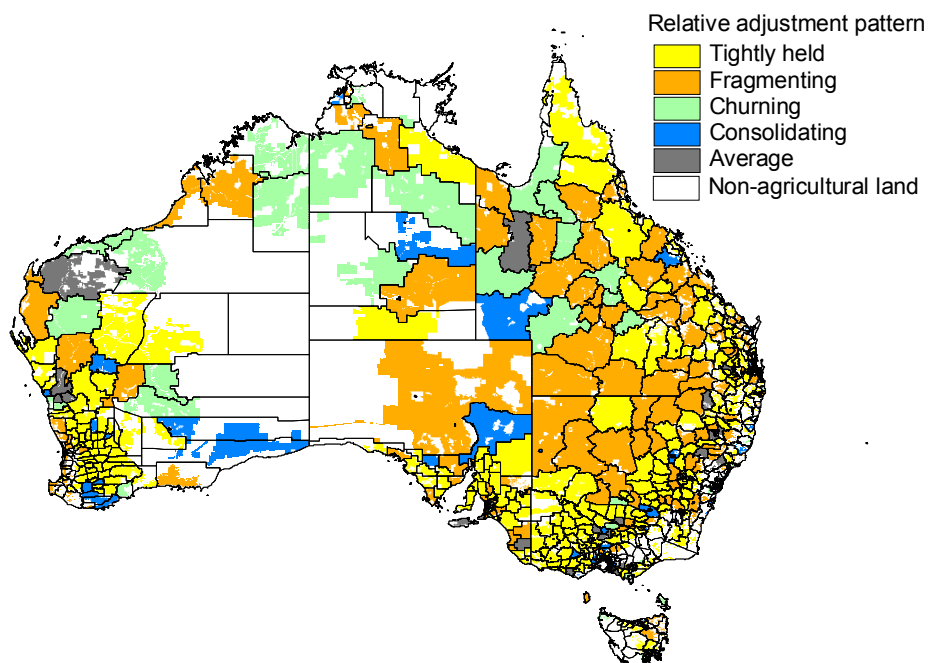 Relative adjustment pattern
Tightly held
Fragmenting
Churning
Consolidating
Average
Non-agricultural land